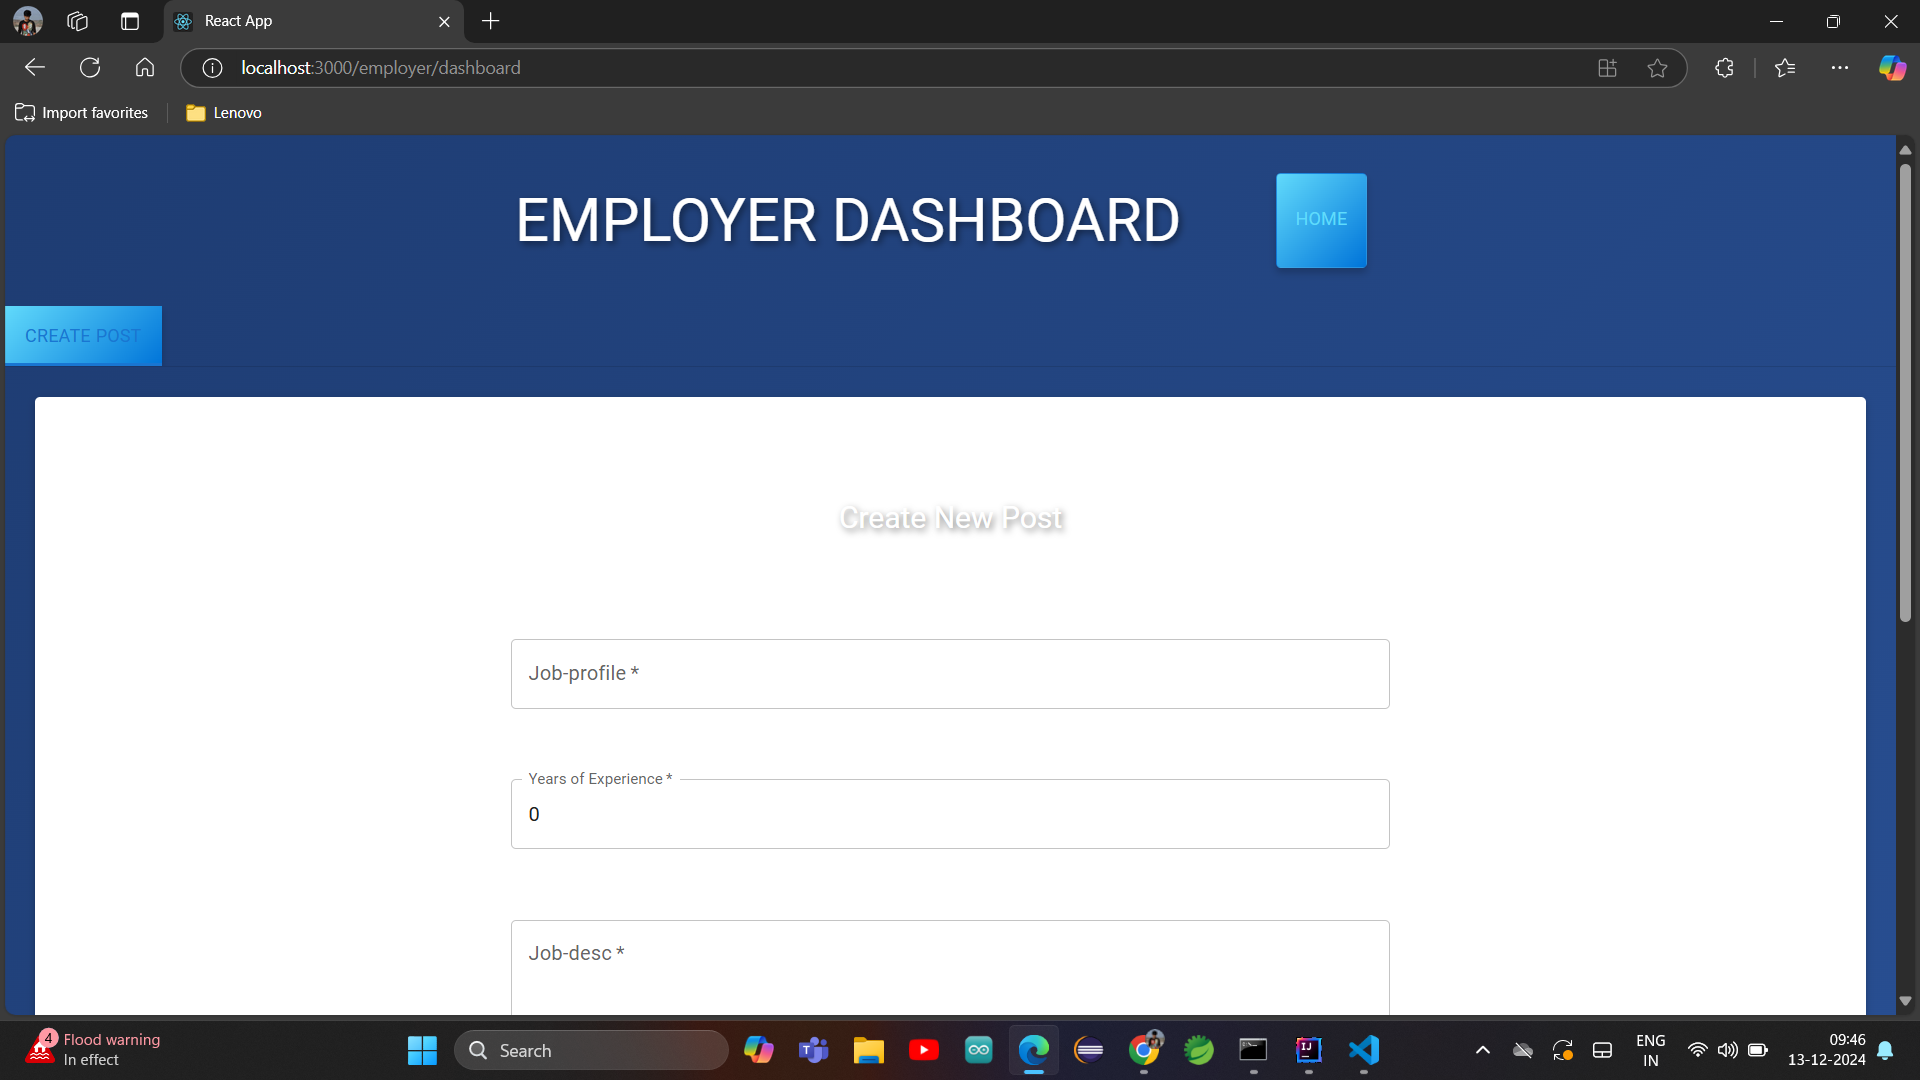 React App
localhost:3000/employer/dashboard
Import favorites
Lenovo
EMPLOYER DASHBOARD
HOME
CREATE POST
Create New Post
Job-profile *
Years of Experience *
0
Job-desc *
4
Flood warning
In effect
Search
ENG
IN
09:46
13-12-2024